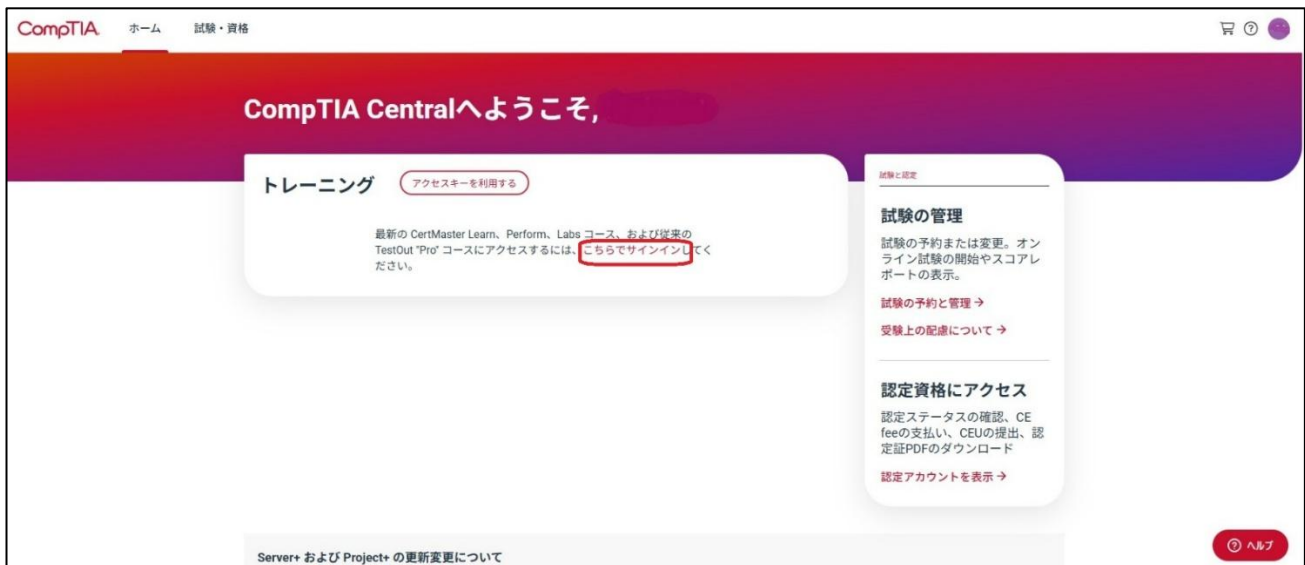 CompTIA. ホーム 試験・資格
CompTIA Centralへようこそ,
トレーニング アクセスキーを利用する
最新の CertMaster Learn、Perform、Labs コース、および従来の
TestOut "Pro" コースにアクセスするには、こちらでサインインしてく
ださい。
試験と認定
試験の管理
試験の予約または変更。オン
ライン試験の開始やスコアレ
ポートの表示。
試験の予約と管理 →
受験上の配慮について →
認定資格にアクセス
認定ステータスの確認、CE
feeの支払い、CEUの提出、認
定証PDFのダウンロード
認定アカウントを表示 →
Server+ および Project+ の更新変更について
ヘルプ